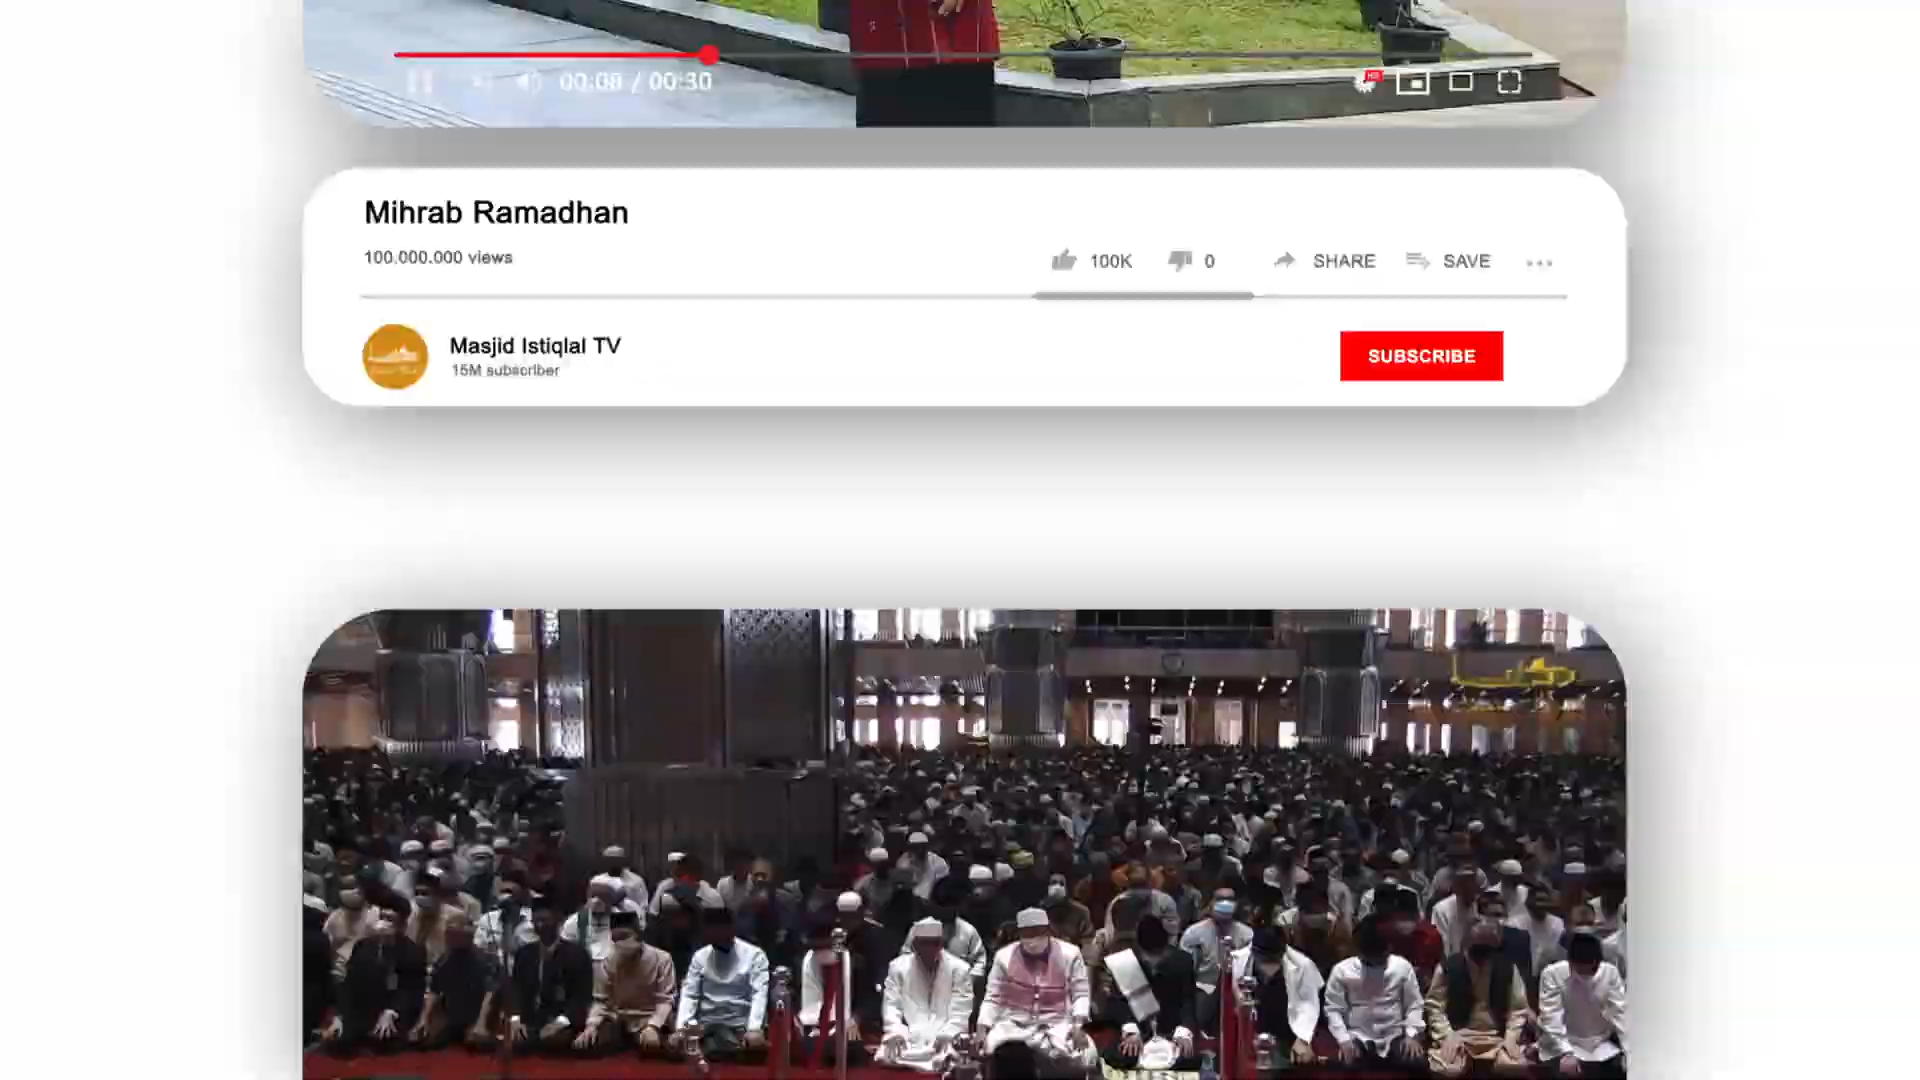 00:08 / 00:30
HD
Mihrab Ramadhan
100.000.000 views
100K
0
SHARE
SAVE
Masjid Istiqlal TV
15M subscriber
SUBSCRIBE